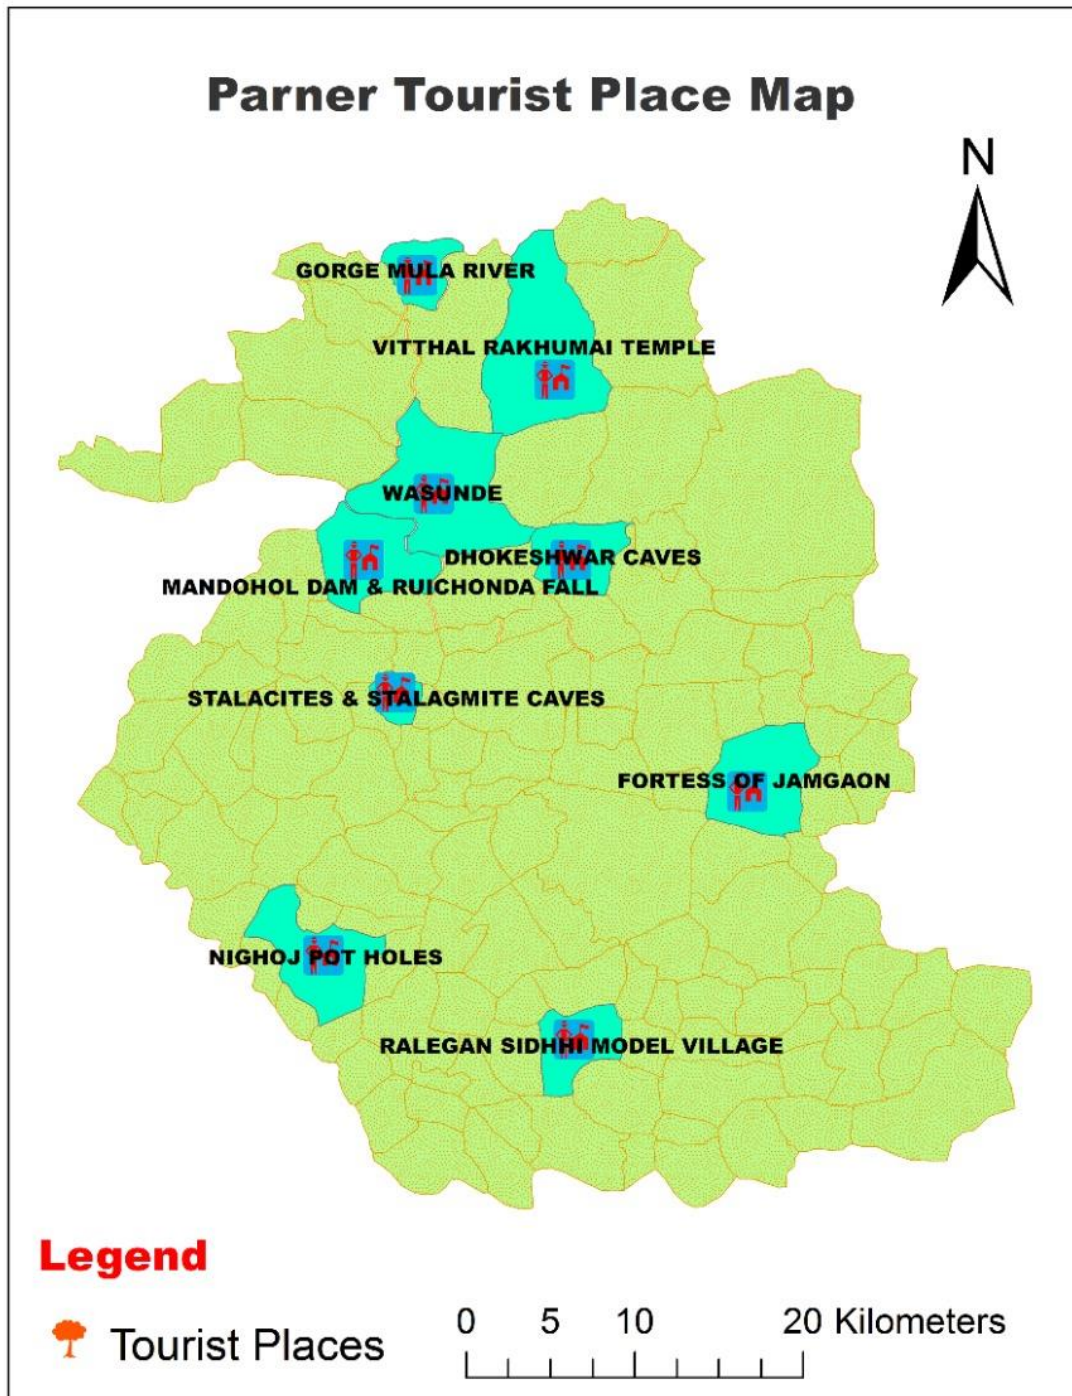 Parner Tourist Place Map
N
GORGE MULA RIVER
VITTHAL RAKHUMAI TEMPLE
WASUNDE
DHOKESHWAR CAVES
MANDOHOL DAM & RUICHONDA FALL
STALACITES & STALAGMITE CAVES
FORTESS OF JAMGAON
NIGHOJ POT HOLES
RALEGAN SIDHHI MODEL VILLAGE
Legend
Tourist Places
0 5 10 20 Kilometers